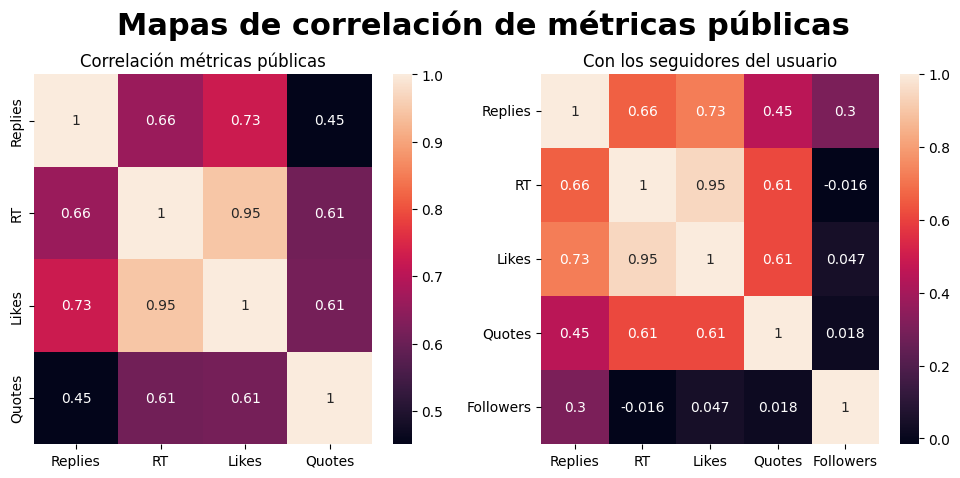 Mapas de correlación de métricas públicas
Correlación métricas públicas
Replies
RT
Likes
Quotes
1 0.66 0.73 0.45
0.66 1 0.95 0.61
0.73 0.95 1 0.61
0.45 0.61 0.61 1
Replies RT Likes Quotes
1.0
0.9
0.8
0.7
0.6
0.5
Con los seguidores del usuario
Replies 1 0.66 0.73 0.45 0.3
RT 0.66 1 0.95 0.61 -0.016
Likes 0.73 0.95 1 0.61 0.047
Quotes 0.45 0.61 0.61 1 0.018
Followers 0.3 -0.016 0.047 0.018 1
Replies RT Likes Quotes Followers
1.0
0.8
0.6
0.4
0.2
0.0